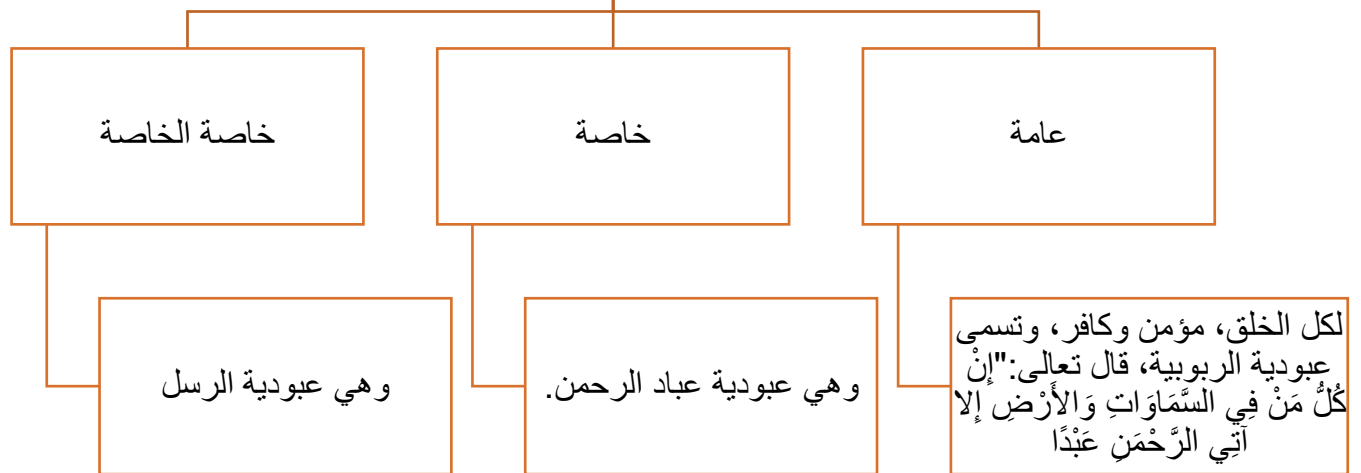 عامة
خاصة
خاصة الخاصة
لكل الخلق، مؤمن وكافر، وتسمى
عبودية الربوبية، قال تعالى:"إِنْ
كُلُّ مَنْ فِي السَّمَاوَاتِ وَالأَرْضِ إِلا
آتِي الرَّحْمَنِ عَبْدًا
وهي عبودية عباد الرحمن.
وهي عبودية الرسل